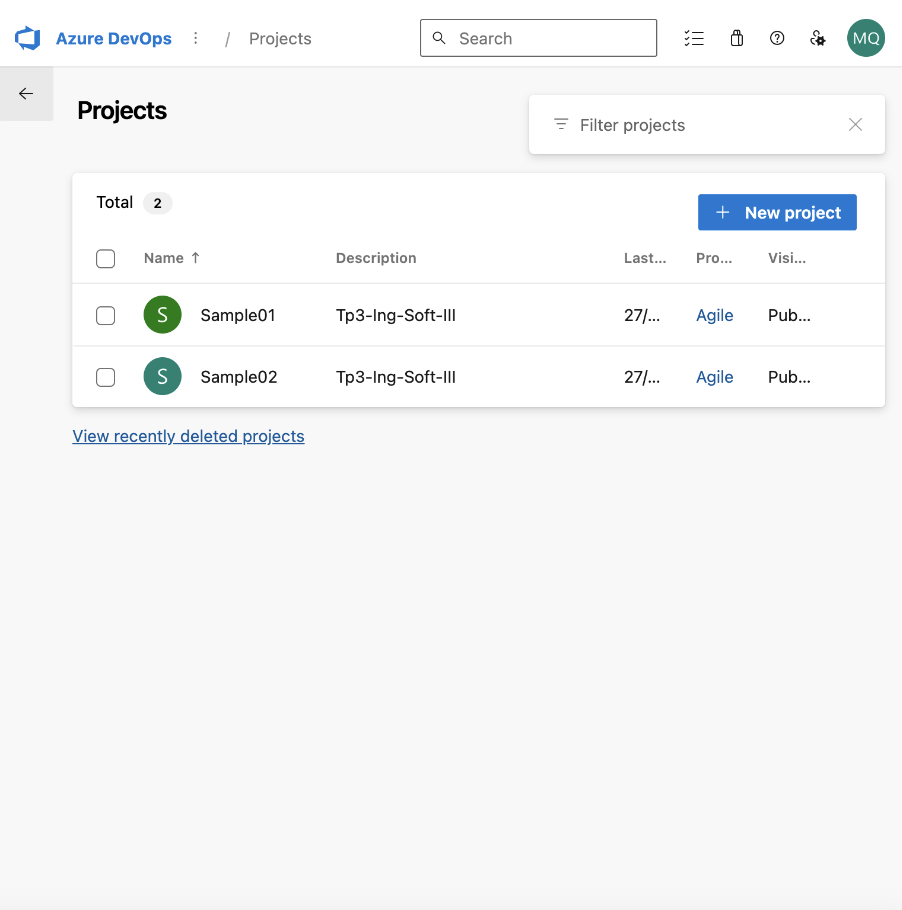 Azure DevOps / Projects Search MQ
Projects
Filter projects
Total 2
New project
Name ↑ Description Last... Pro... Visi...
S Sample01 Tp3-Ing-Soft-III 27/... Agile Pub...
S Sample02 Tp3-Ing-Soft-III 27/... Agile Pub...
View recently deleted projects